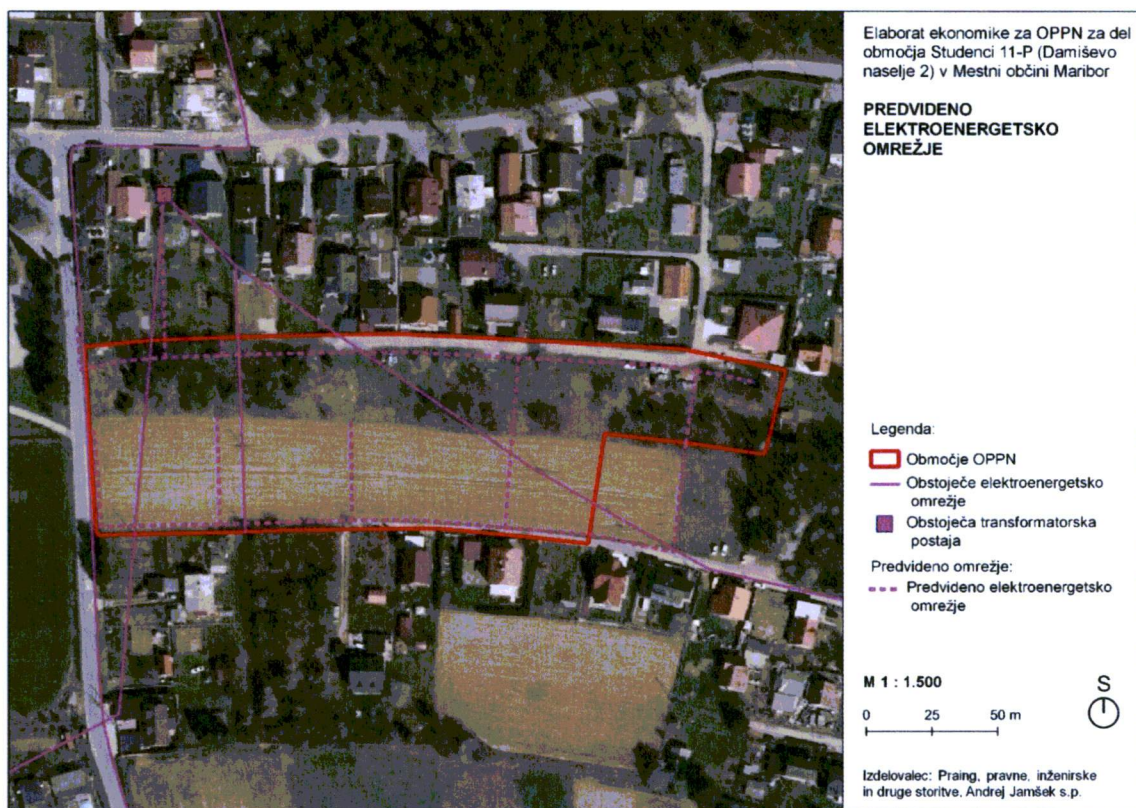 Elaborat ekonomike za OPPN za del
območja Studenci 11-P (Damiševo
naselje 2) v Mestni občini Maribor
PREDVIDENO
ELEKTROENERGETSKO
OMREŽJE
Legenda:
Območje OPPN
Obstoječe elektroenergetsko
omrežje
Obstoječa transformatorska
postaja
Predvideno omrežje:
Predvideno elektroenergetsko
omrežje
M 1 : 1.500
S
0 25 50 m
Izdelovalec: Praing, pravne, inženirske
in druge storitve, Andrej Jamšek s.p.